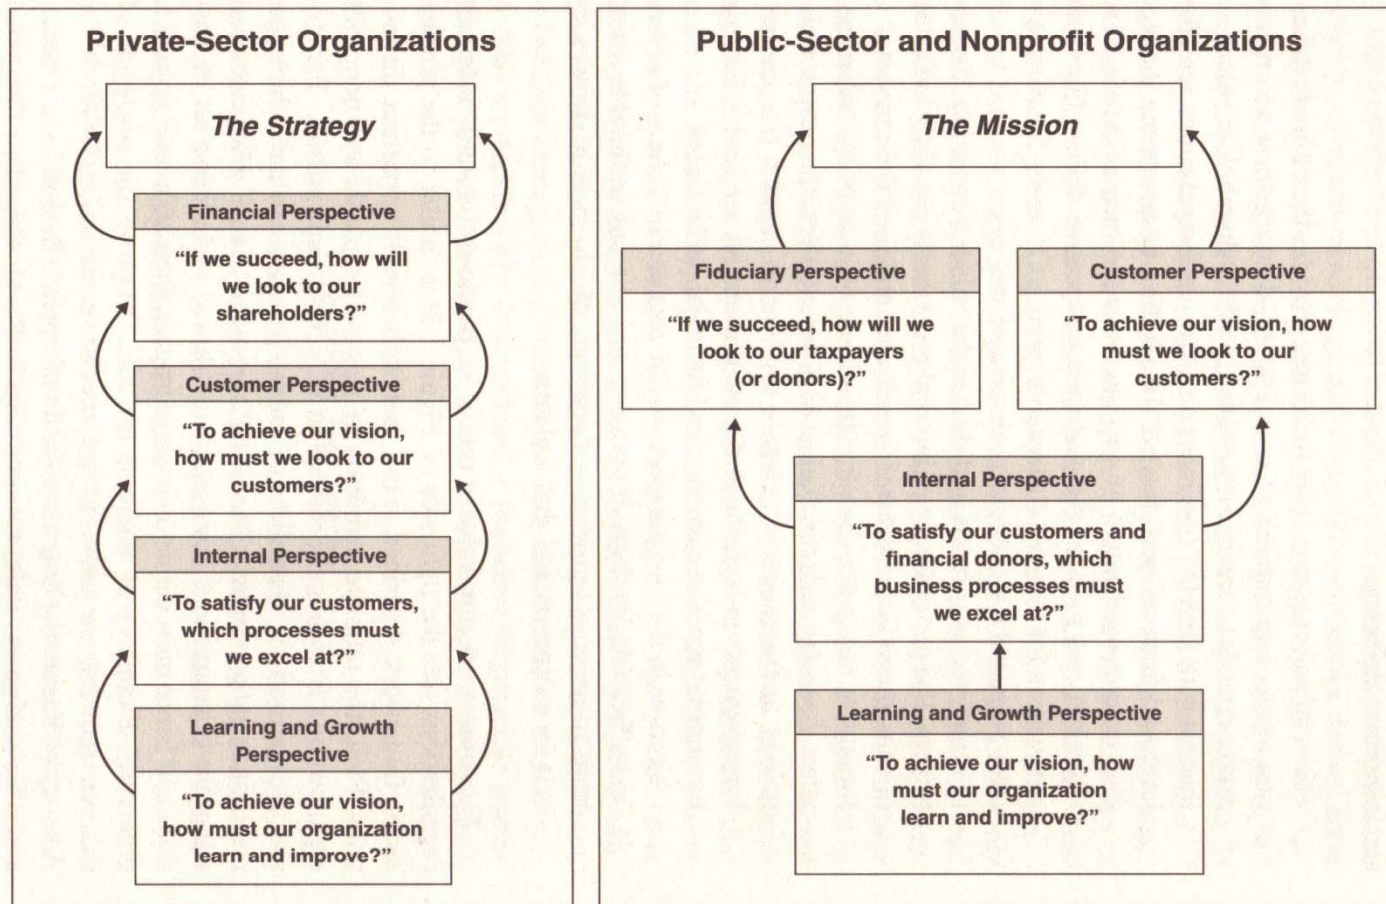 Private-Sector Organizations
The Strategy
Financial Perspective
“If we succeed, how will
we look to our
shareholders?”
Customer Perspective
“To achieve our vision,
how must we look to our
customers?”
Internal Perspective
“To satisfy our customers,
which processes must
we excel at?”
Learning and Growth
Perspective
“To achieve our vision,
how must our organization
learn and improve?”
Public-Sector and Nonprofit Organizations
The Mission
Fiduciary Perspective
“If we succeed, how will we
look to our taxpayers
(or donors)?”
Customer Perspective
“To achieve our vision, how
must we look to our
customers?”
Internal Perspective
“To satisfy our customers and
financial donors, which
business processes must
we excel at?”
Learning and Growth Perspective
“To achieve our vision, how
must our organization
learn and improve?”